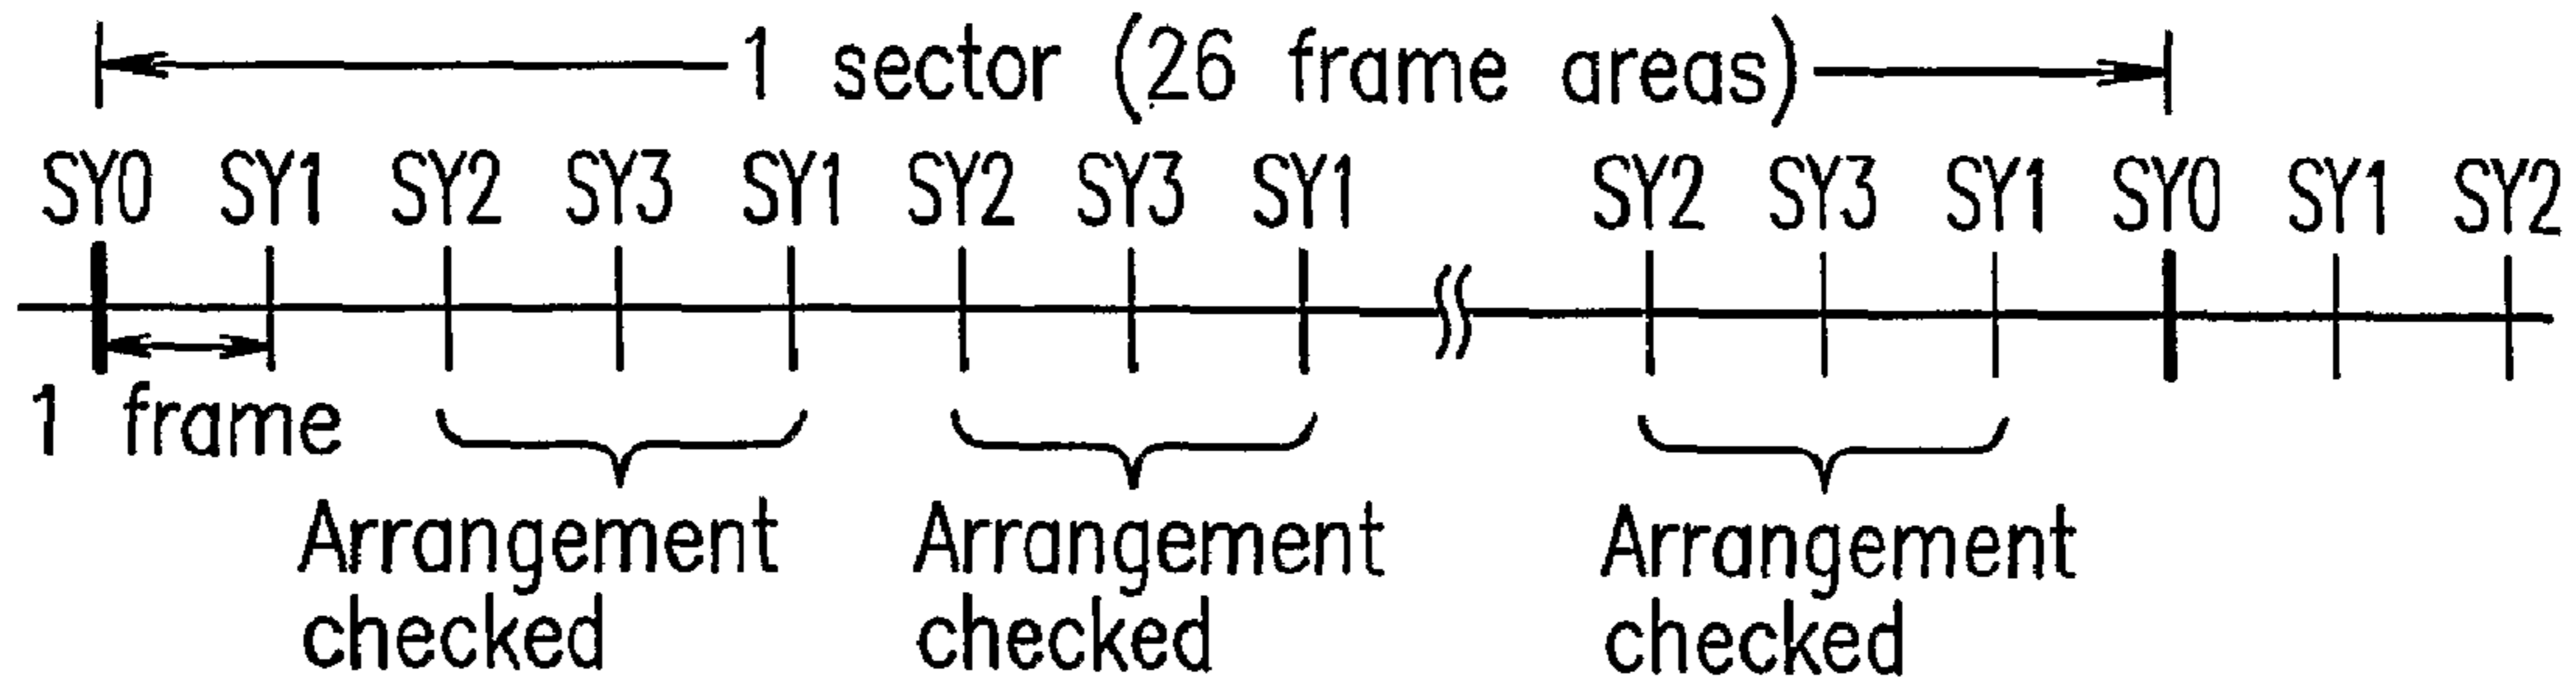 1 sector (26 frame areas)
SY0 SY1 SY2 SY3 SY1 SY2 SY3 SY1 SY2 SY3 SY1 SY0 SY1 SY2
1 frame
Arrangement checked
Arrangement checked
Arrangement checked